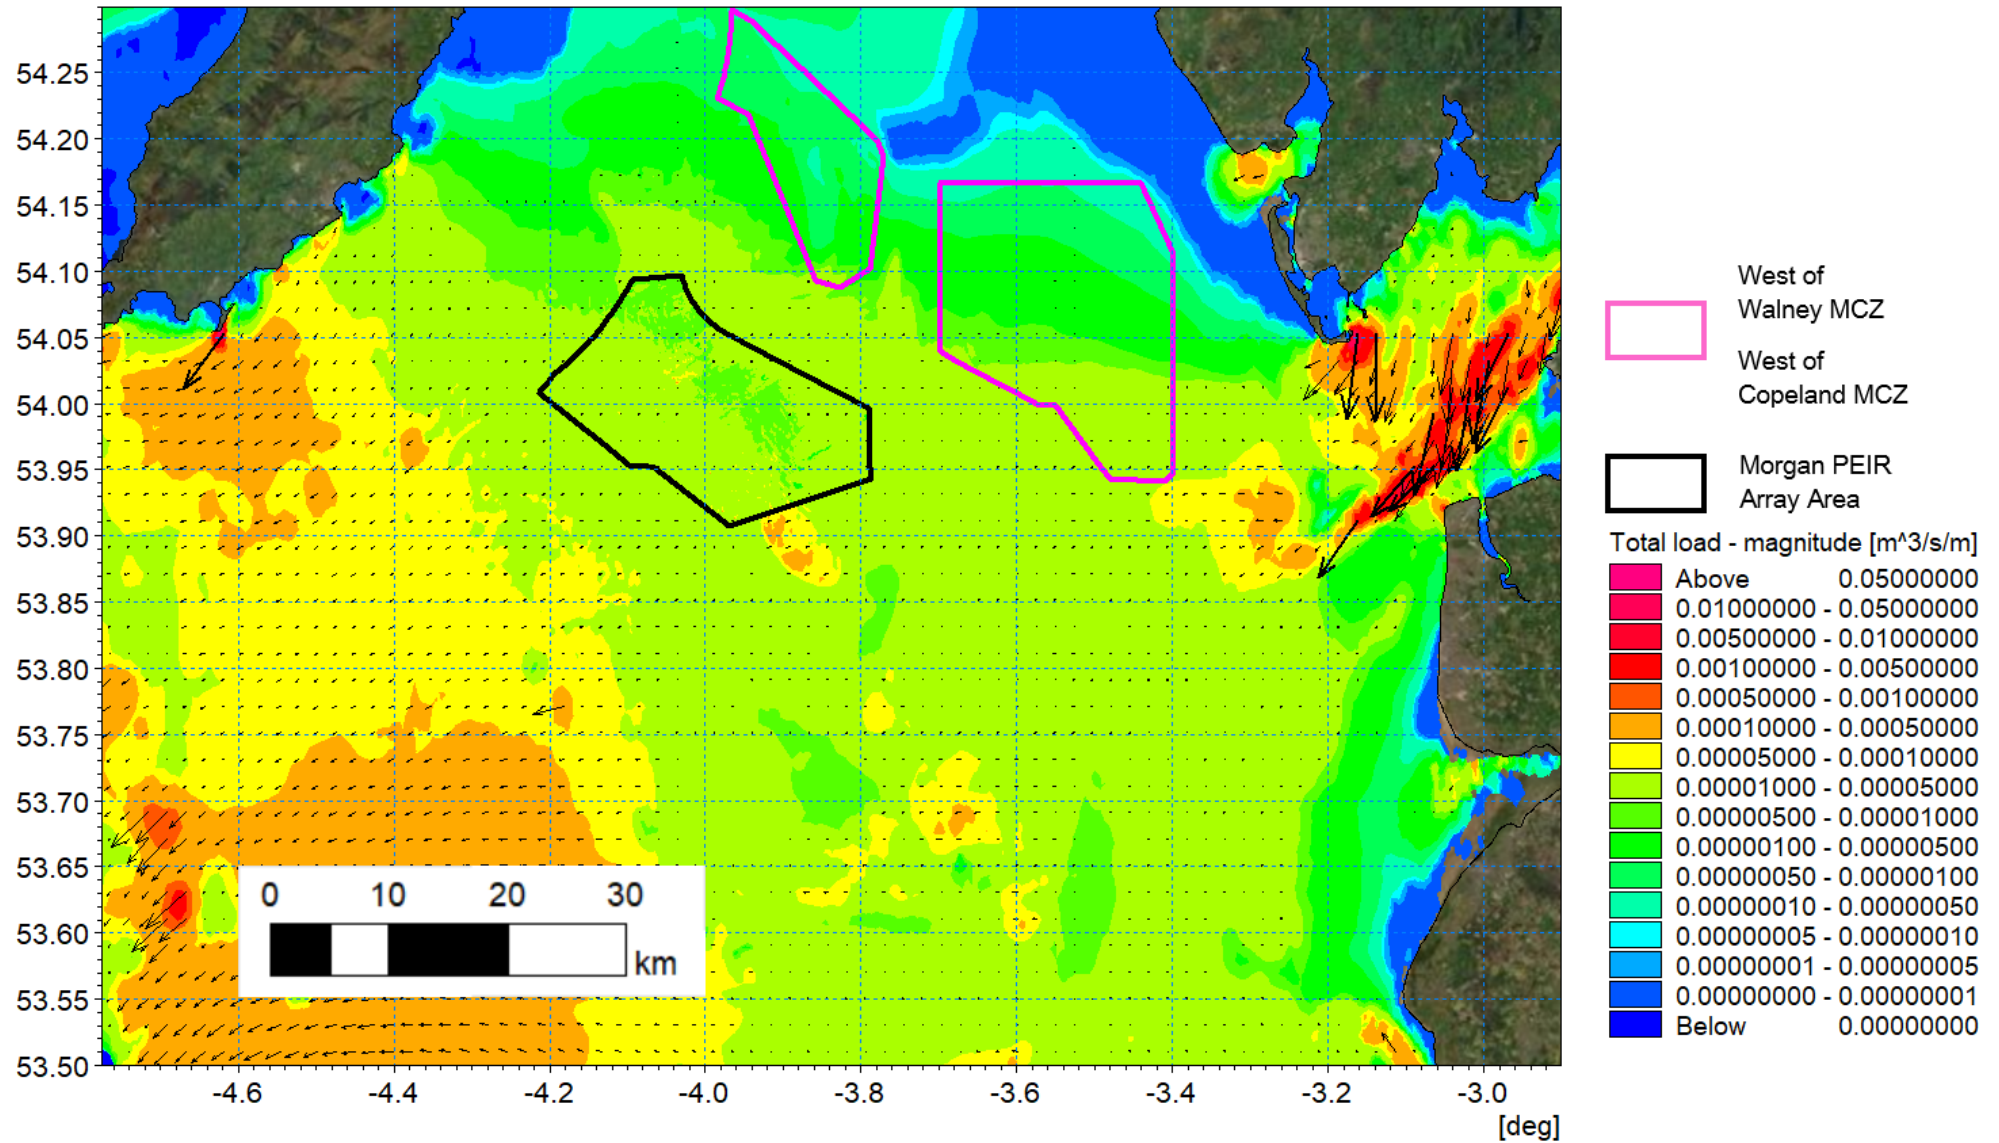 54.25
54.20
54.15
54.10
54.05
54.00
53.95
53.90
53.85
53.80
53.75
53.70
53.65
53.60
53.55
53.50
-4.6
-4.4
-4.2
-4.0
-3.8
-3.6
-3.4
-3.2
-3.0
[deg]
0 10 20 30
km
West of
Walney MCZ
West of
Copeland MCZ
Morgan PEIR
Array Area
Total load - magnitude [m^3/s/m]
Above 0.05000000
0.01000000 - 0.05000000
0.00500000 - 0.01000000
0.00100000 - 0.00500000
0.00050000 - 0.00100000
0.00010000 - 0.00050000
0.00005000 - 0.00010000
0.00001000 - 0.00005000
0.00000500 - 0.00001000
0.00000100 - 0.00000500
0.00000050 - 0.00000100
0.00000010 - 0.00000050
0.00000005 - 0.00000010
0.00000001 - 0.00000005
0.00000000 - 0.00000001
Below 0.00000000